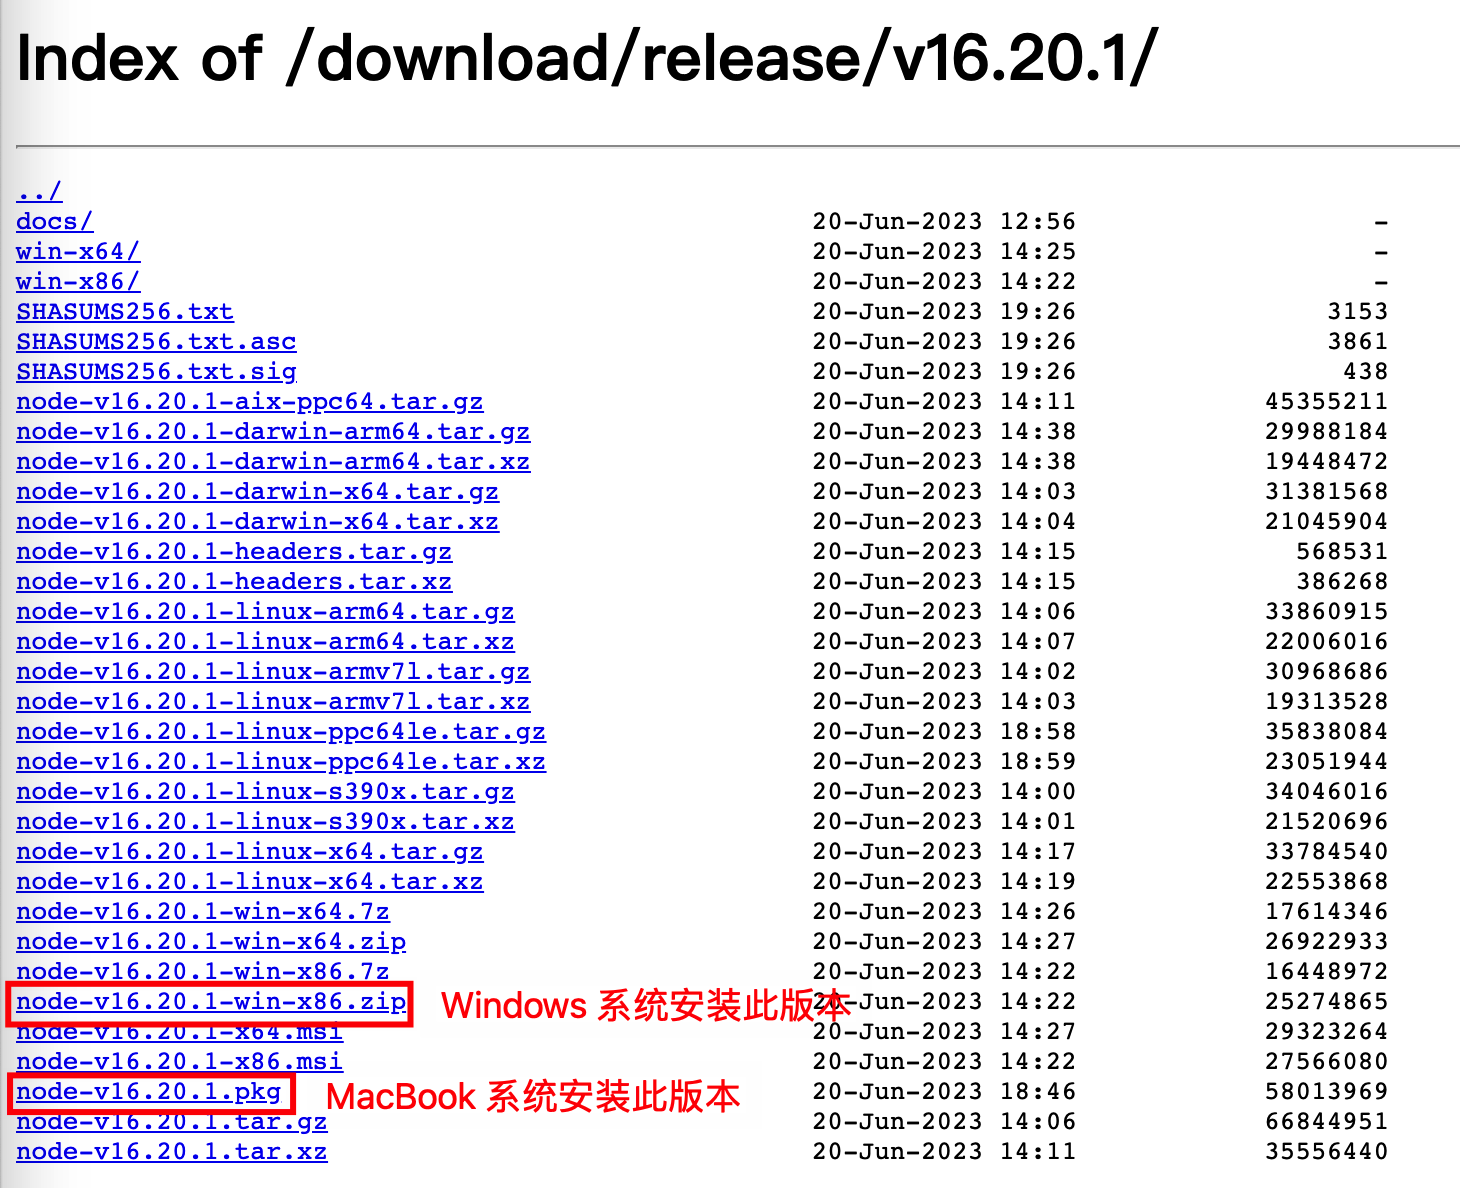 Index of /download/release/v16.20.1/
../
docs/ 20-Jun-2023 12:56 -
win-x64/ 20-Jun-2023 14:25 -
win-x86/ 20-Jun-2023 14:22 -
SHASUMS256.txt 20-Jun-2023 19:26 3153
SHASUMS256.txt.asc 20-Jun-2023 19:26 3861
SHASUMS256.txt.sig 20-Jun-2023 19:26 438
node-v16.20.1-aix-ppc64.tar.gz 20-Jun-2023 14:11 45355211
node-v16.20.1-darwin-arm64.tar.gz 20-Jun-2023 14:38 29988184
node-v16.20.1-darwin-arm64.tar.xz 20-Jun-2023 14:38 19448472
node-v16.20.1-darwin-x64.tar.gz 20-Jun-2023 14:03 31381568
node-v16.20.1-darwin-x64.tar.xz 20-Jun-2023 14:04 21045904
node-v16.20.1-headers.tar.gz 20-Jun-2023 14:15 568531
node-v16.20.1-headers.tar.xz 20-Jun-2023 14:15 386268
node-v16.20.1-linux-arm64.tar.gz 20-Jun-2023 14:06 33860915
node-v16.20.1-linux-arm64.tar.xz 20-Jun-2023 14:07 22006016
node-v16.20.1-linux-armv7l.tar.gz 20-Jun-2023 14:02 30968686
node-v16.20.1-linux-armv7l.tar.xz 20-Jun-2023 14:03 19313528
node-v16.20.1-linux-ppc64le.tar.gz 20-Jun-2023 18:58 35838084
node-v16.20.1-linux-ppc64le.tar.xz 20-Jun-2023 18:59 23051944
node-v16.20.1-linux-s390x.tar.gz 20-Jun-2023 14:00 34046016
node-v16.20.1-linux-s390x.tar.xz 20-Jun-2023 14:01 21520696
node-v16.20.1-linux-x64.tar.gz 20-Jun-2023 14:17 33784540
node-v16.20.1-linux-x64.tar.xz 20-Jun-2023 14:19 22553868
node-v16.20.1-win-x64.7z 20-Jun-2023 14:26 17614346
node-v16.20.1-win-x64.zip 20-Jun-2023 14:27 26922933
node-v16.20.1-win-x86.7z 20-Jun-2023 14:22 16448972
node-v16.20.1-win-x86.zip Windows 系统安装此版本 20-Jun-2023 14:22 25274865
node-v16.20.1-x64.msi 20-Jun-2023 14:27 29323264
node-v16.20.1-x86.msi 20-Jun-2023 14:22 27566080
node-v16.20.1.pkg MacBook 系统安装此版本 20-Jun-2023 18:46 58013969
node-v16.20.1.tar.gz 20-Jun-2023 14:06 66844951
node-v16.20.1.tar.xz 20-Jun-2023 14:11 35556440